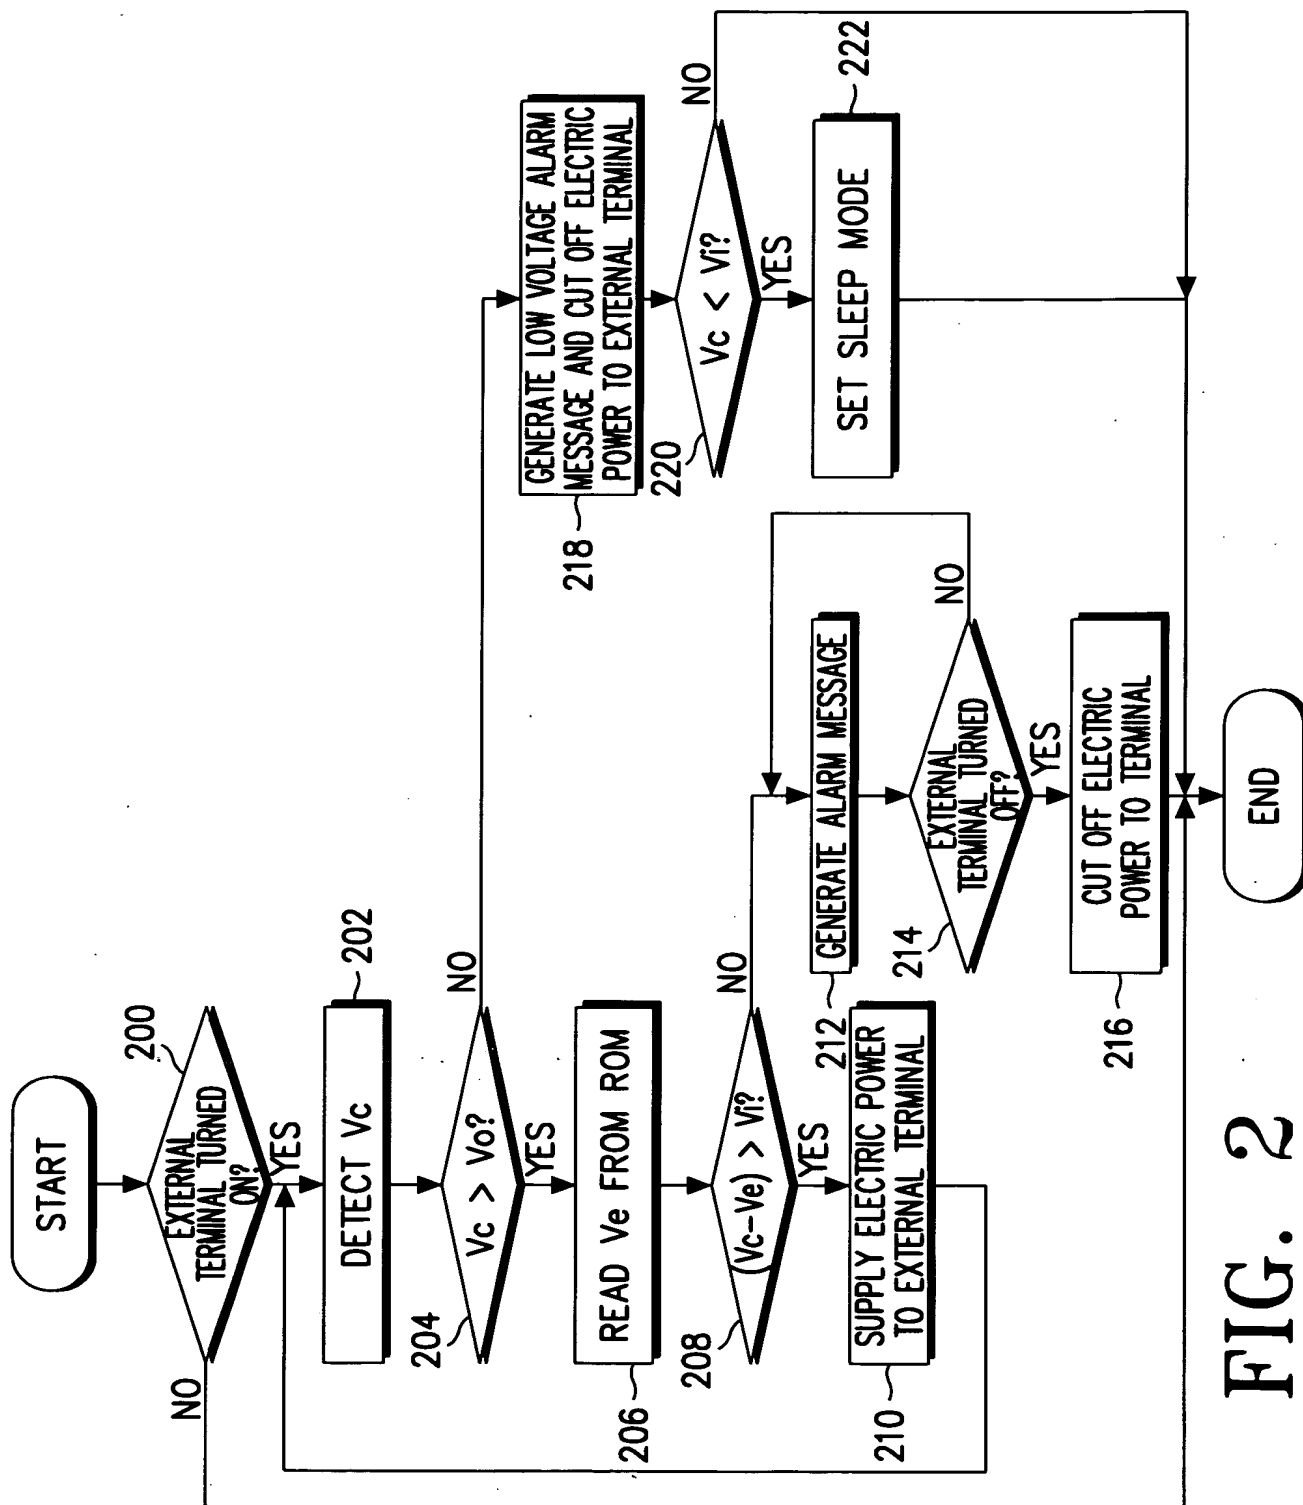 START
200
EXTERNAL
TERMINAL TURNED
ON?
NO
YES
202
DETECT Vc
204
Vc > Vo?
NO
YES
206
READ Ve FROM ROM
208
(Vc-Ve) > Vi?
NO
YES
210
SUPPLY ELECTRIC POWER
TO EXTERNAL TERMINAL
212
GENERATE ALARM MESSAGE
214
EXTERNAL
TERMINAL TURNED
OFF?
NO
YES
216
CUT OFF ELECTRIC
POWER TO TERMINAL
218
GENERATE LOW VOLTAGE ALARM
MESSAGE AND CUT OFF ELECTRIC
POWER TO EXTERNAL TERMINAL
220
Vc < Vi?
NO
YES
222
SET SLEEP MODE
END
FIG. 2